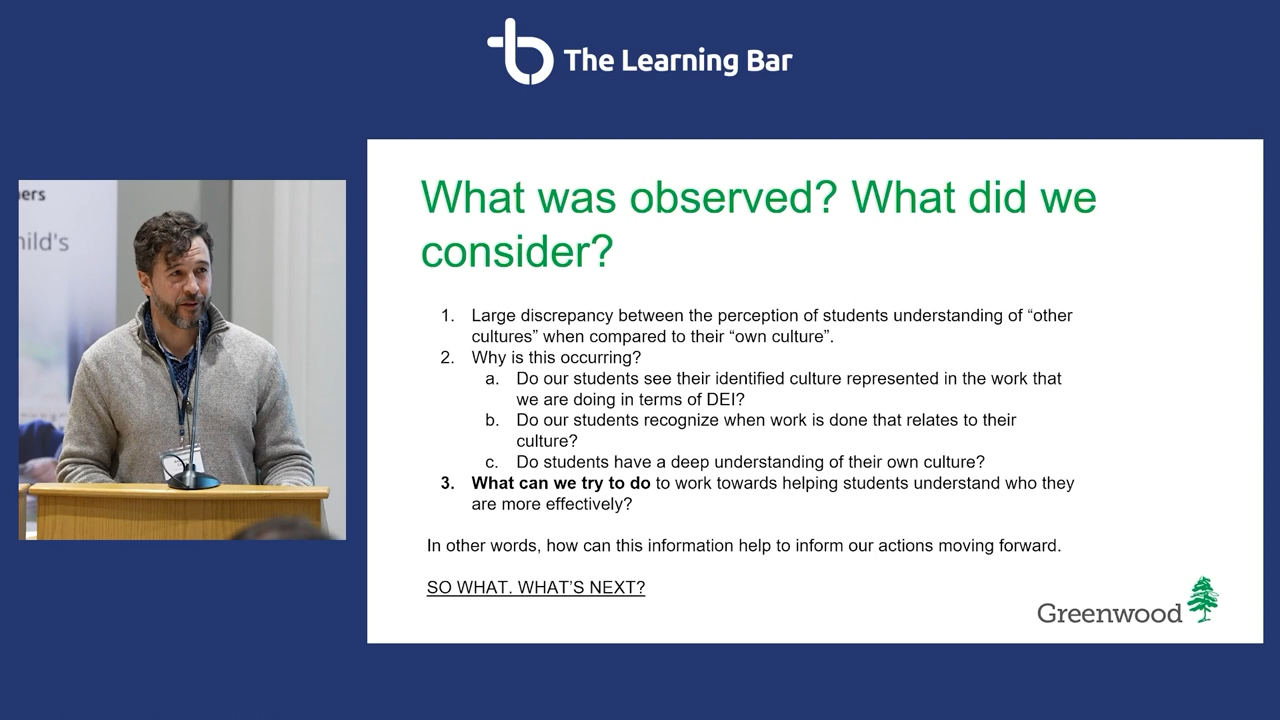 The Learning Bar
ers
hild's
What was observed? What did we
consider?
1. Large discrepancy between the perception of students understanding of “other
cultures” when compared to their “own culture”.
2. Why is this occurring?
a. Do our students see their identified culture represented in the work that
we are doing in terms of DEI?
b. Do our students recognize when work is done that relates to their
culture?
c. Do students have a deep understanding of their own culture?
3. What can we try to do to work towards helping students understand who they
are more effectively?
In other words, how can this information help to inform our actions moving forward.
SO WHAT. WHAT’S NEXT?
Greenwood